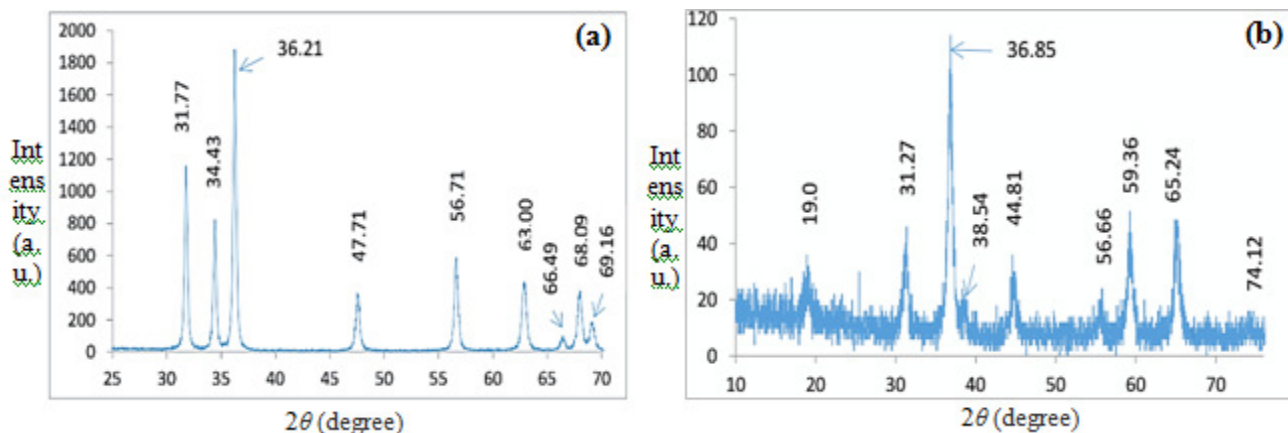 (a)
2000
1800
1600
1400
1200
1000
800
600
400
200
0
31.77
34.43
36.21
47.71
56.71
63.00
66.49
68.09
69.16
25 30 35 40 45 50 55 60 65 70
Int
ens
ity
(a.
u.)
2θ (degree)
(b)
120
100
80
60
40
20
0
19.0
31.27
36.85
38.54
44.81
56.66
59.36
65.24
74.12
10 20 30 40 50 60 70
Int
ens
ity
(a.
u.)
2θ (degree)